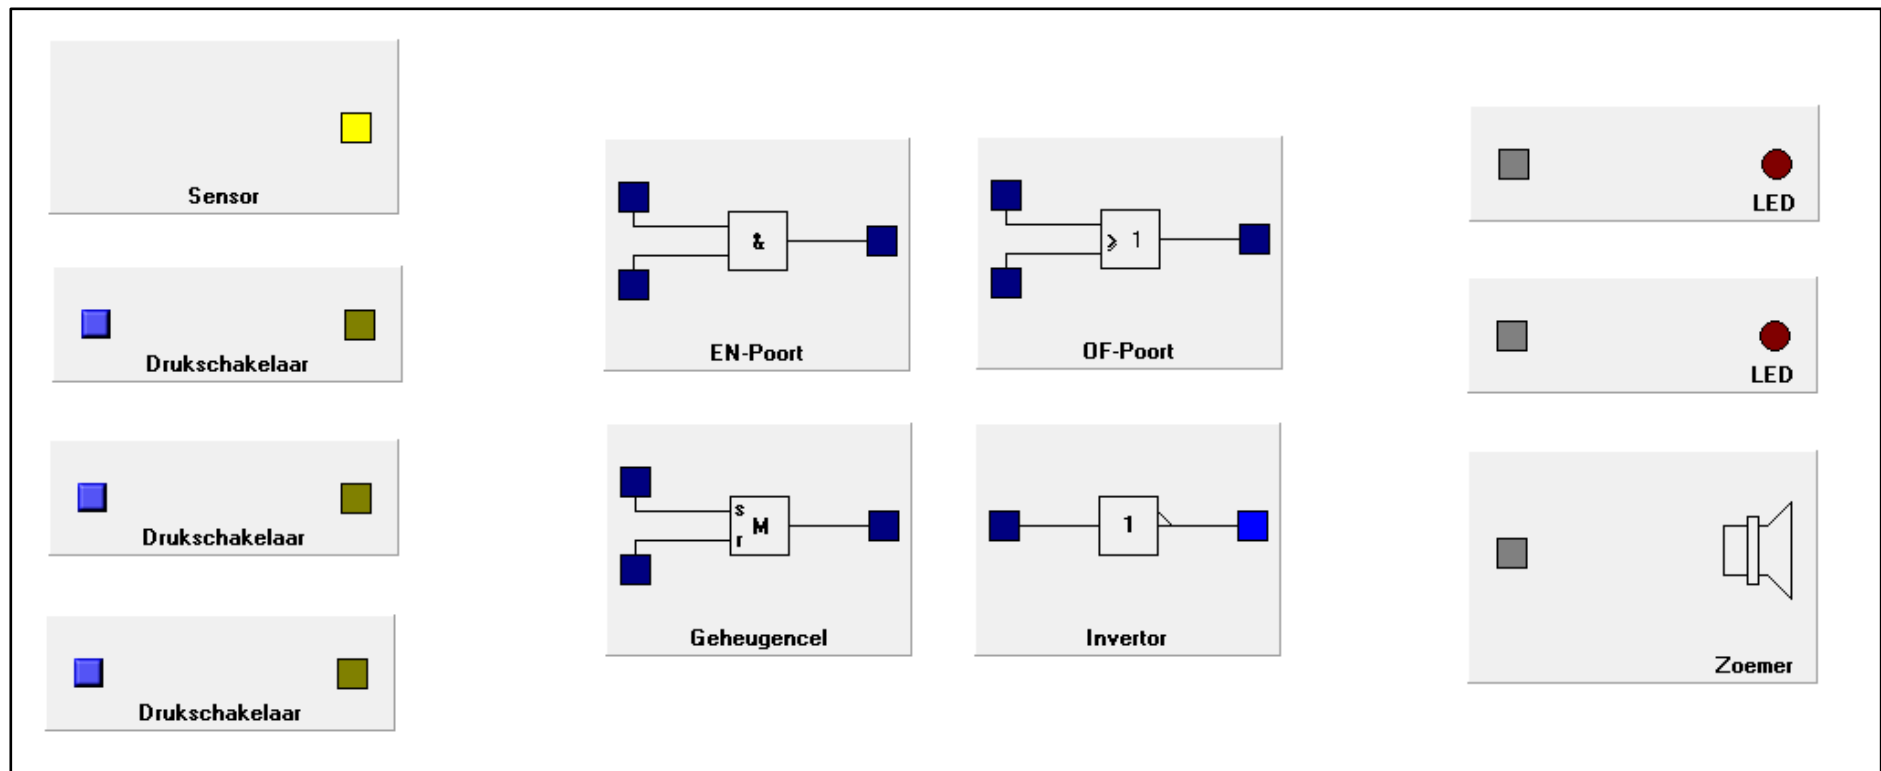 Sensor
Drukschakelaar
Drukschakelaar
Drukschakelaar
&
EN-Poort
≥ 1
OF-Poort
s
M
r
Geheugencel
1
Invertor
LED
LED
Zoemer